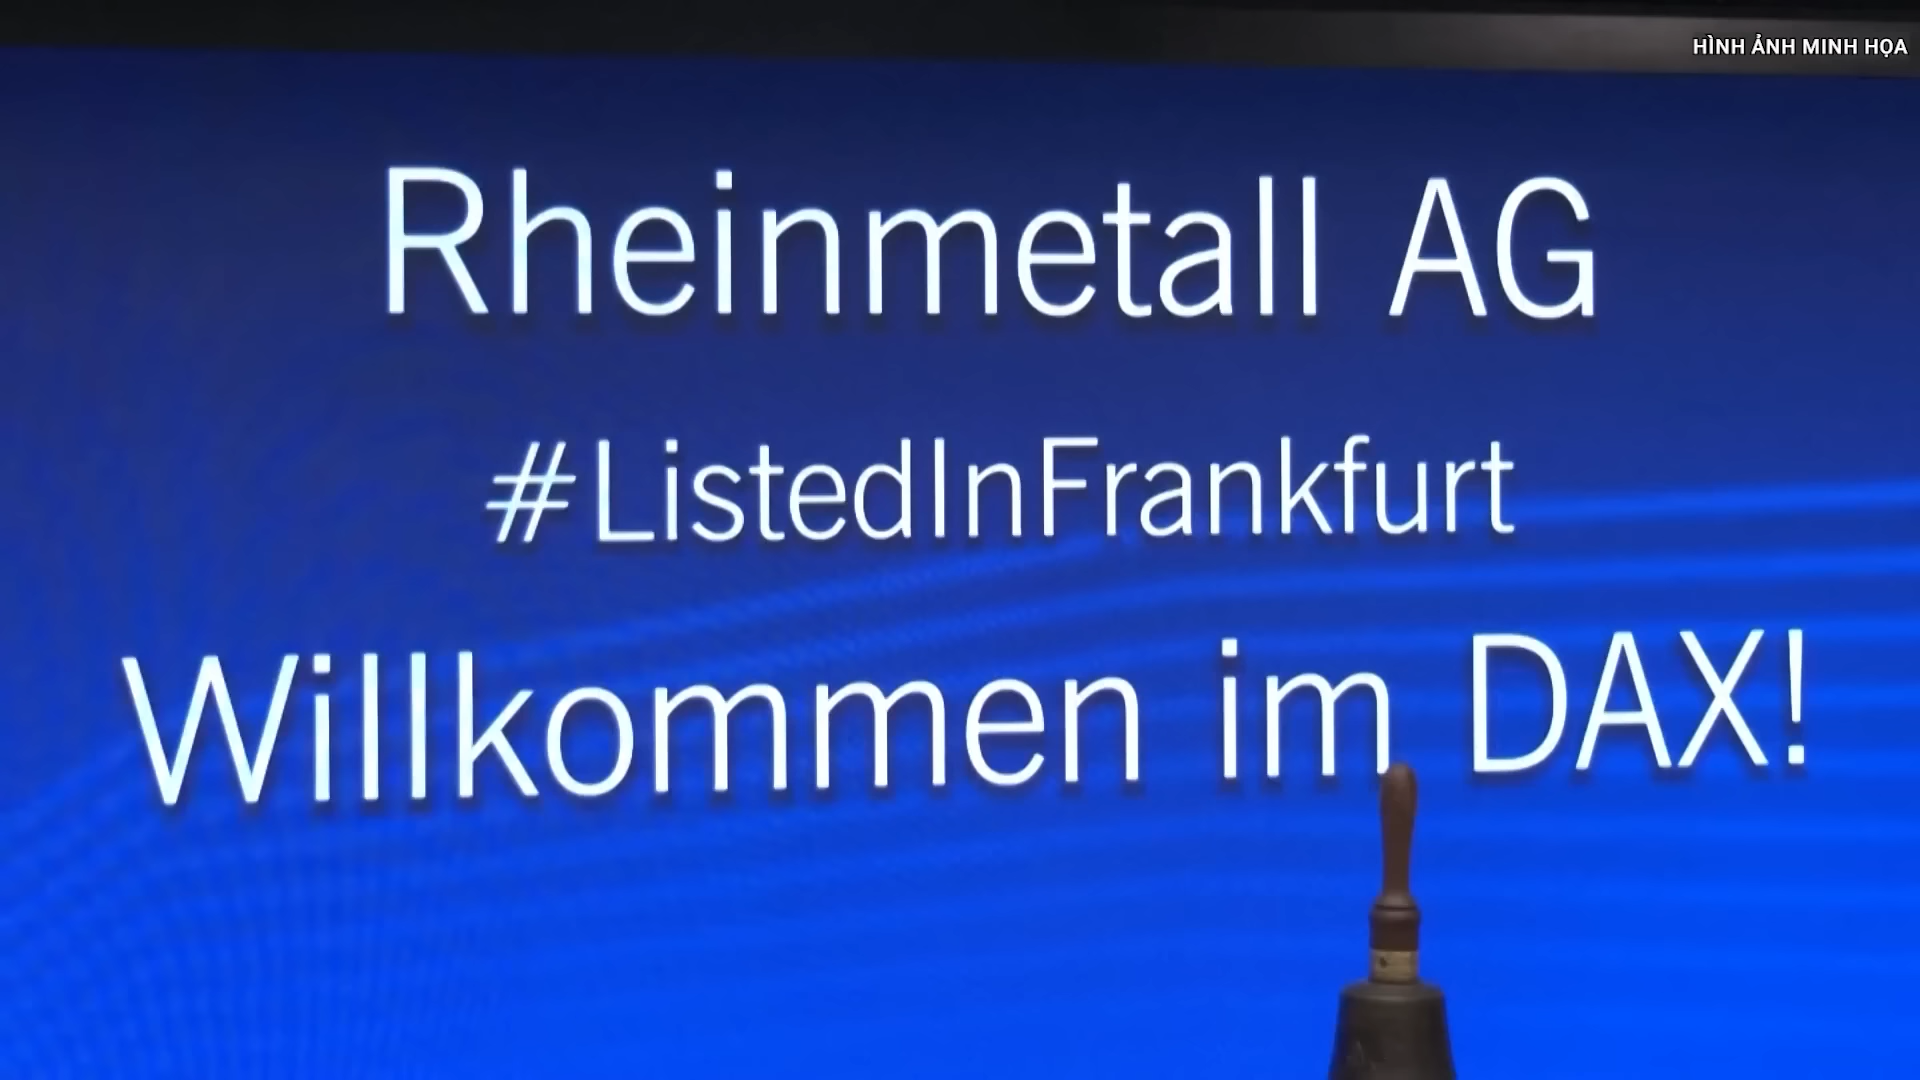 HÌNH ẢNH MINH HỌA
Rheinmetall AG
#ListedInFrankfurt
Willkommen im DAX!